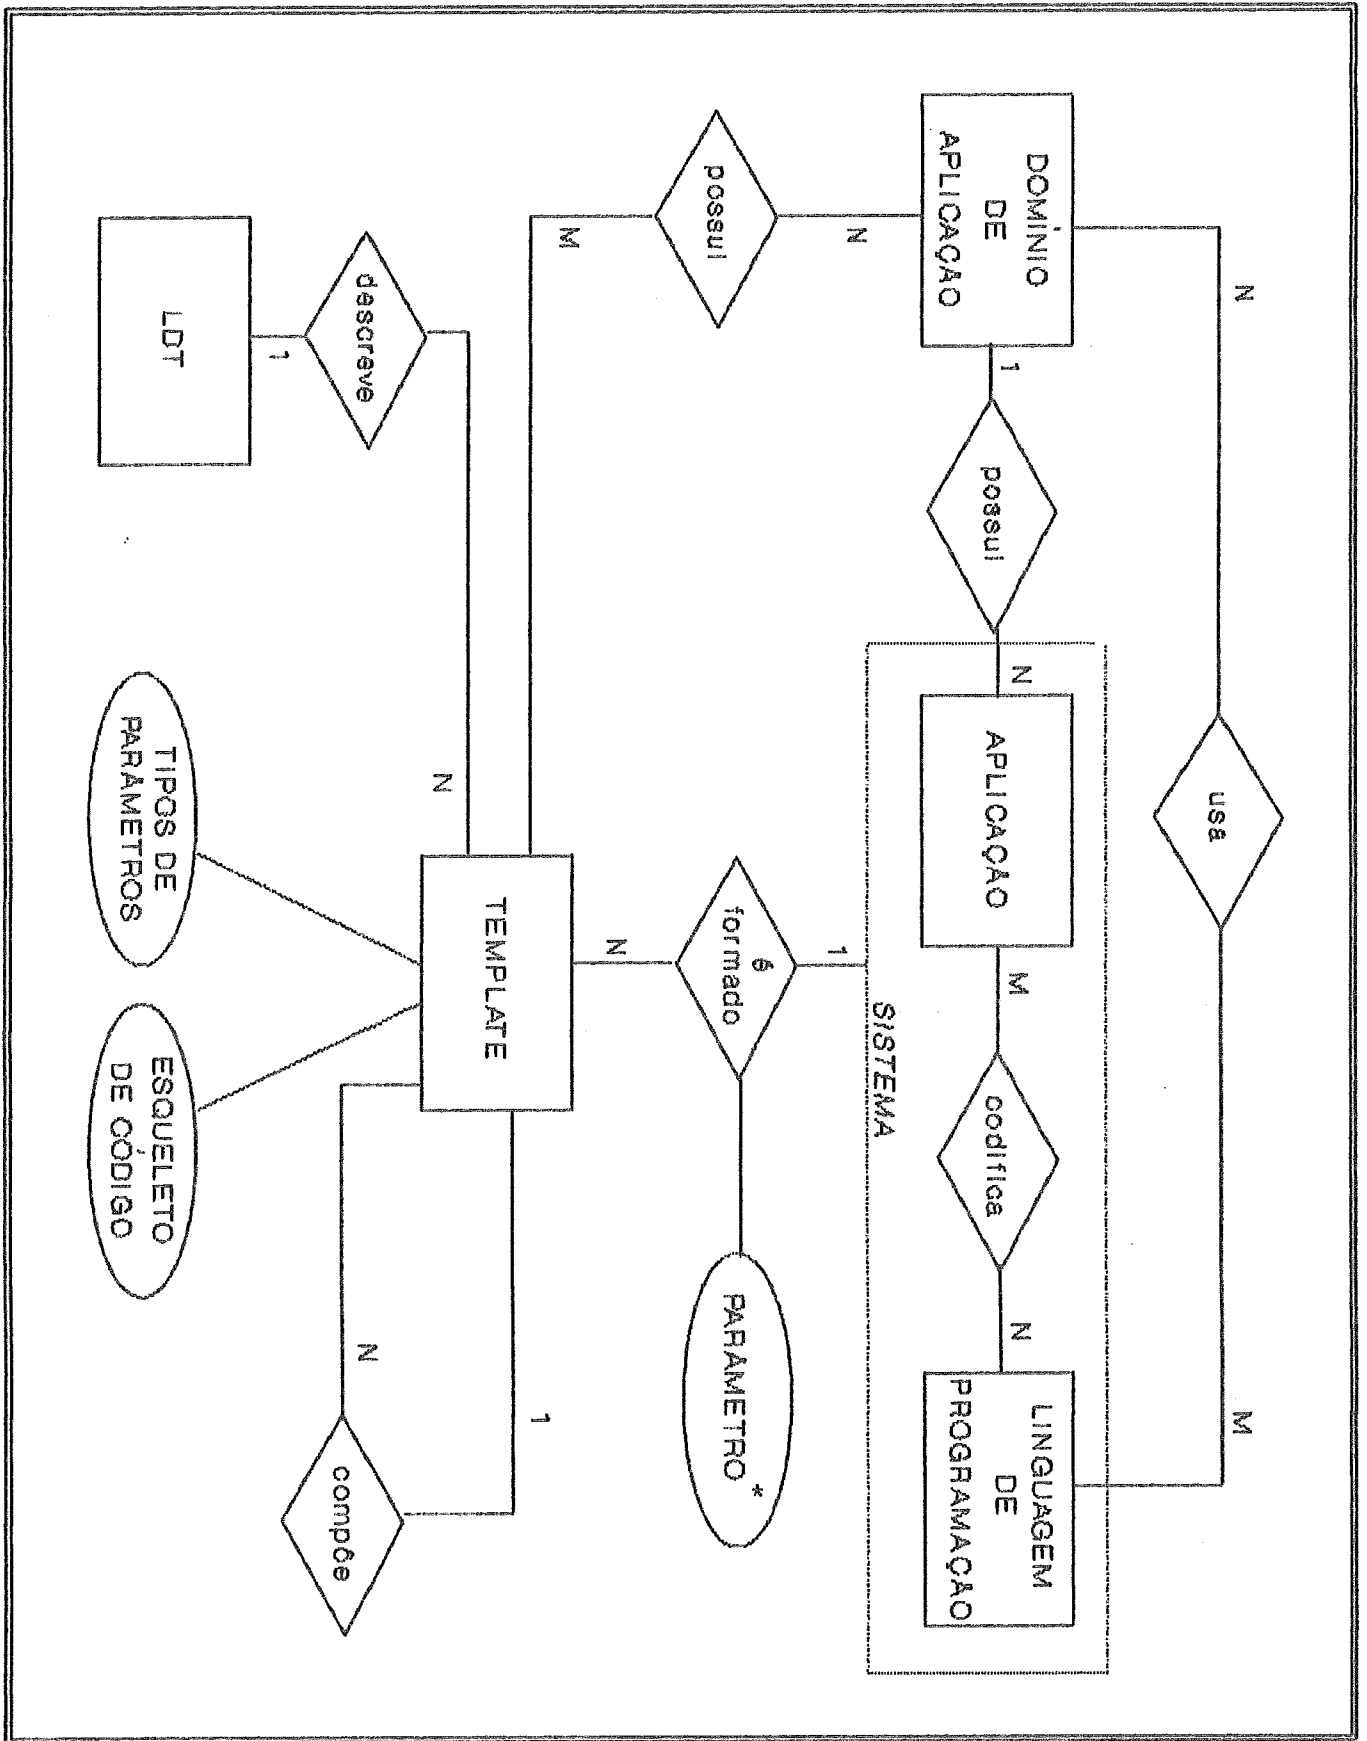 N
usa
M
DOMÍNIO
DE
APLICAÇÃO
1
possui
N
APLICAÇÃO
M
codifica
N
LINGUAGEM
DE
PROGRAMAÇÃO
SISTEMA
N
1
possui
é
formado
PARÂMETRO *
M
N
TEMPLATE
1
N
descreve
N
compõe
1
LDT
TIPOS DE
PARÂMETROS
ESQUELETO
DE CÓDIGO